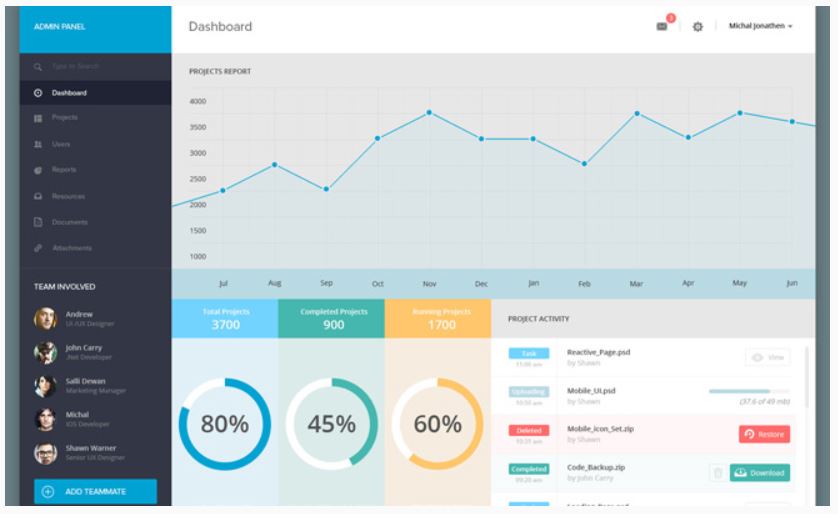 ADMIN PANEL
Dashboard
3
Michal Jonathen
Type to Search
Dashboard
Projects
Users
Reports
Resources
Documents
Attachments
TEAM INVOLVED
Andrew
UI /UX Designer
John Carry
.Net Developer
Salli Dewan
Marketing Manager
Michal
iOS Developer
Shawn Warner
Senior UX Designer
ADD TEAMMATE
PROJECTS REPORT
4000
3500
3000
2500
2000
1500
1000
Jul Aug Sep Oct Nov Dec Jan Feb Mar Apr May Jun
Total Projects
3700
Completed Projects
900
Running Projects
1700
80%
45%
60%
PROJECT ACTIVITY
Task Reactive_Page.psd
11:00 am by Shawn View
Uploading Mobile_UI.psd
10:50 am by Shawn (37.6 of 49 mb)
Deleted Mobile_icon_Set.zip
10:31 am by Shawn Restore
Completed Code_Backup.zip
09:20 am by John Carry Download